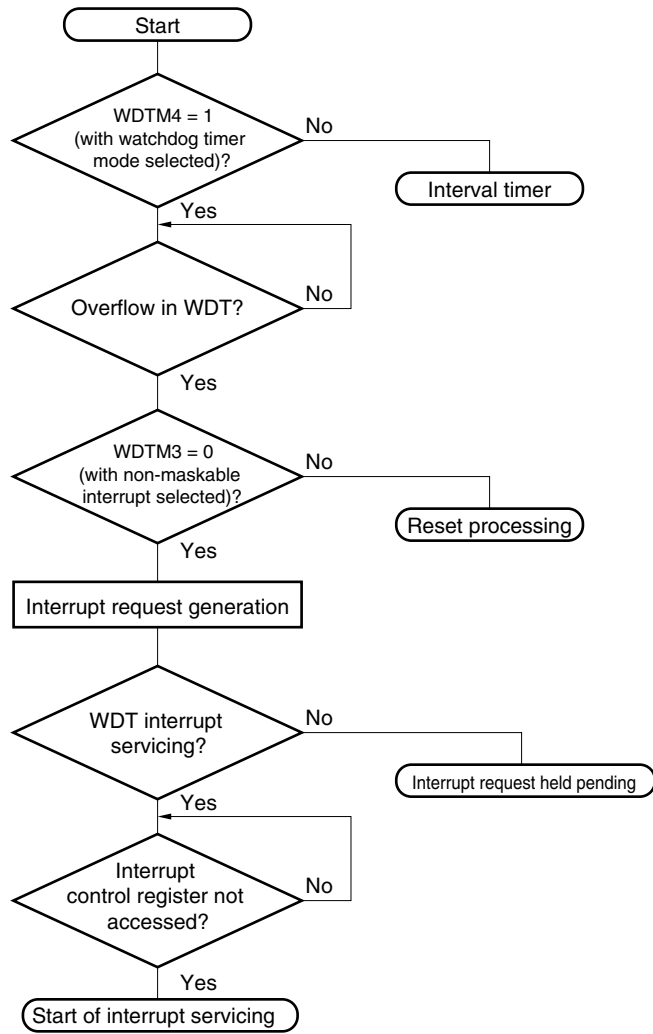 Start
WDTM4 = 1
(with watchdog timer
mode selected)?
No
Interval timer
Yes
Overflow in WDT?
No
Yes
WDTM3 = 0
(with non-maskable
interrupt selected)?
No
Reset processing
Yes
Interrupt request generation
WDT interrupt
servicing?
No
Interrupt request held pending
Yes
Interrupt
control register not
accessed?
No
Yes
Start of interrupt servicing